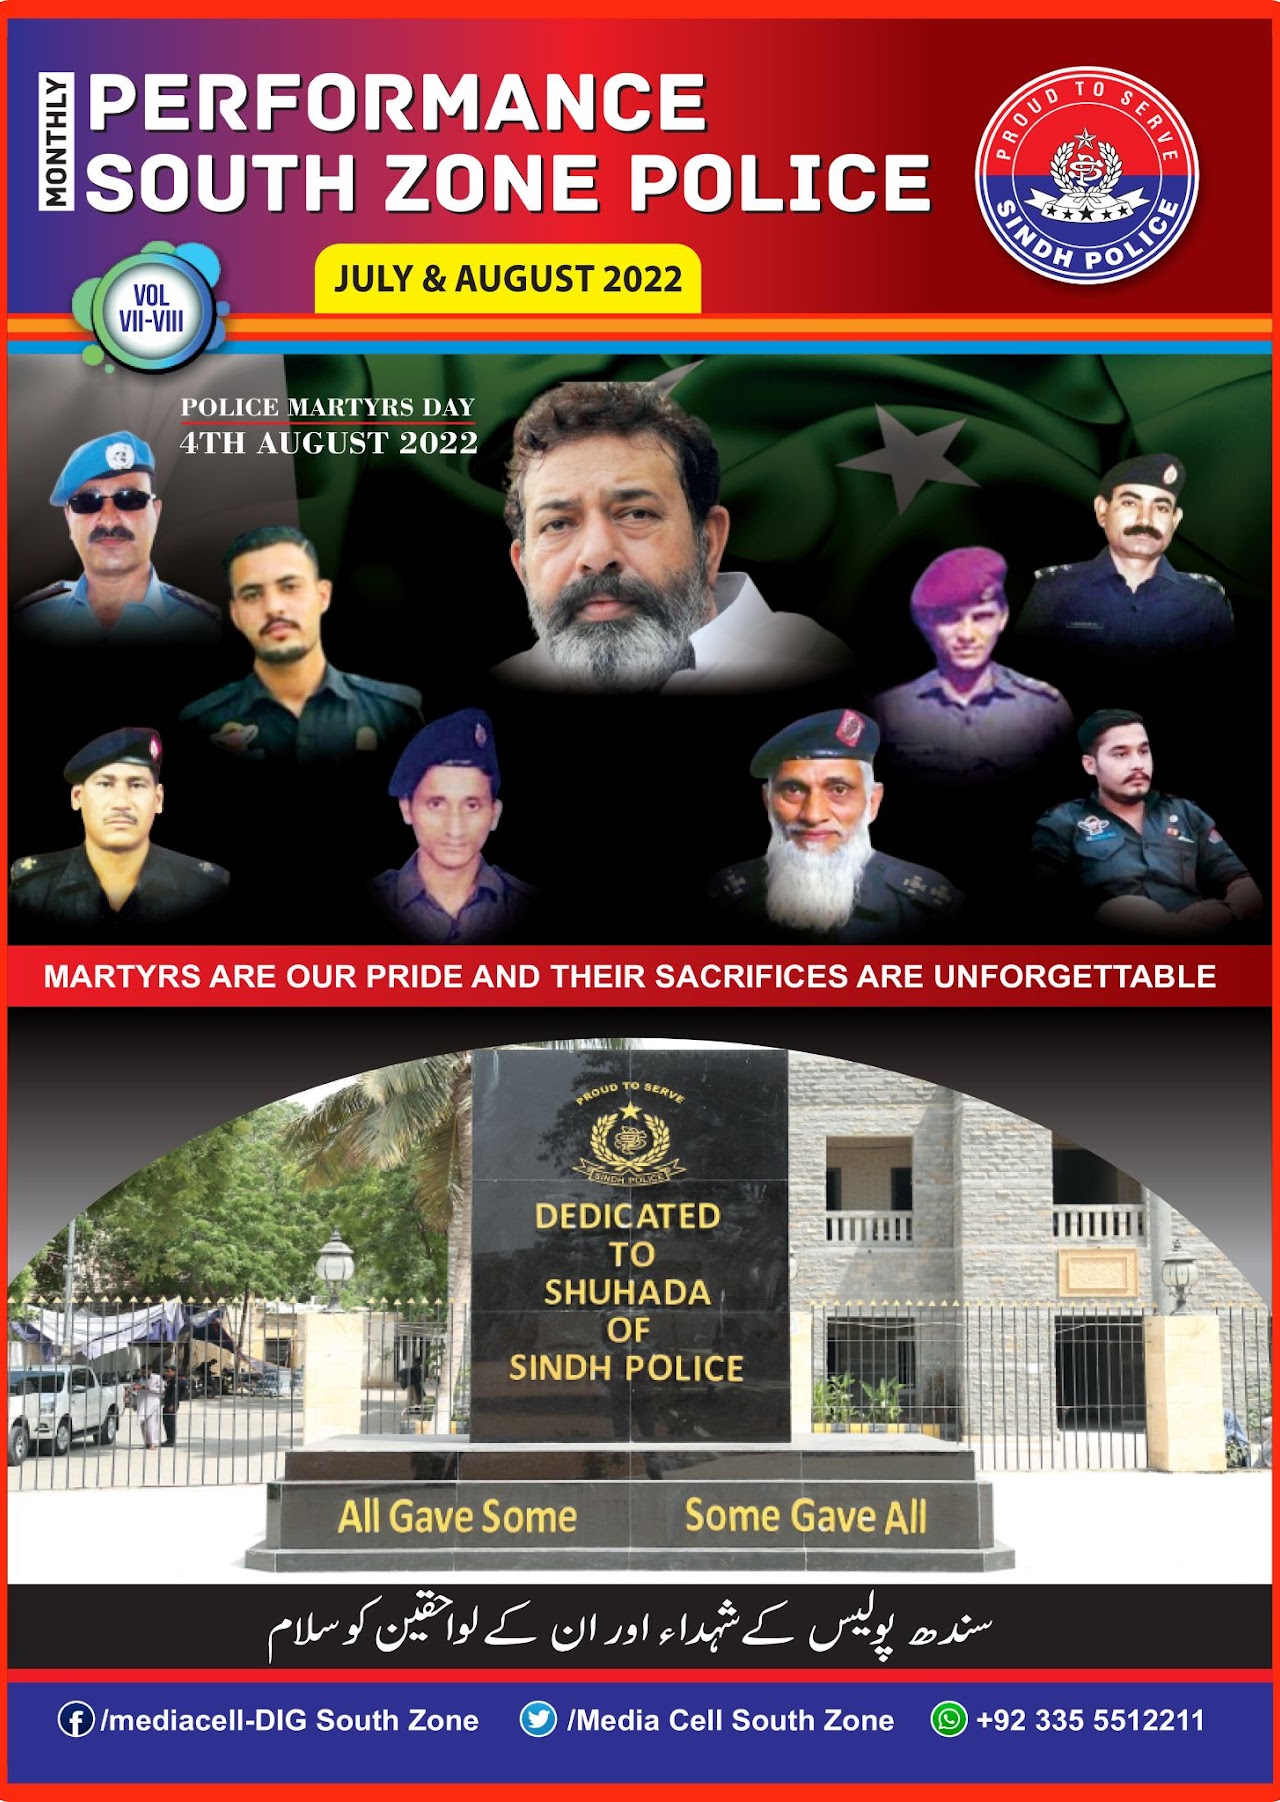 MONTHLY
PERFORMANCE
SOUTH ZONE POLICE
PROUD TO SERVE
SINDH POLICE
JULY & AUGUST 2022
VOL
VII-VIII
POLICE MARTYRS DAY
4TH AUGUST 2022
MARTYRS ARE OUR PRIDE AND THEIR SACRIFICES ARE UNFORGETTABLE
PROUD TO SERVE
SINDH POLICE
DEDICATED
TO
SHUHADA
OF
SINDH POLICE
All Gave Some Some Gave All
سندھ پولیس کے شہداء اور ان کے لواحقین کو سلام
/mediacell-DIG South Zone /Media Cell South Zone +92 335 5512211